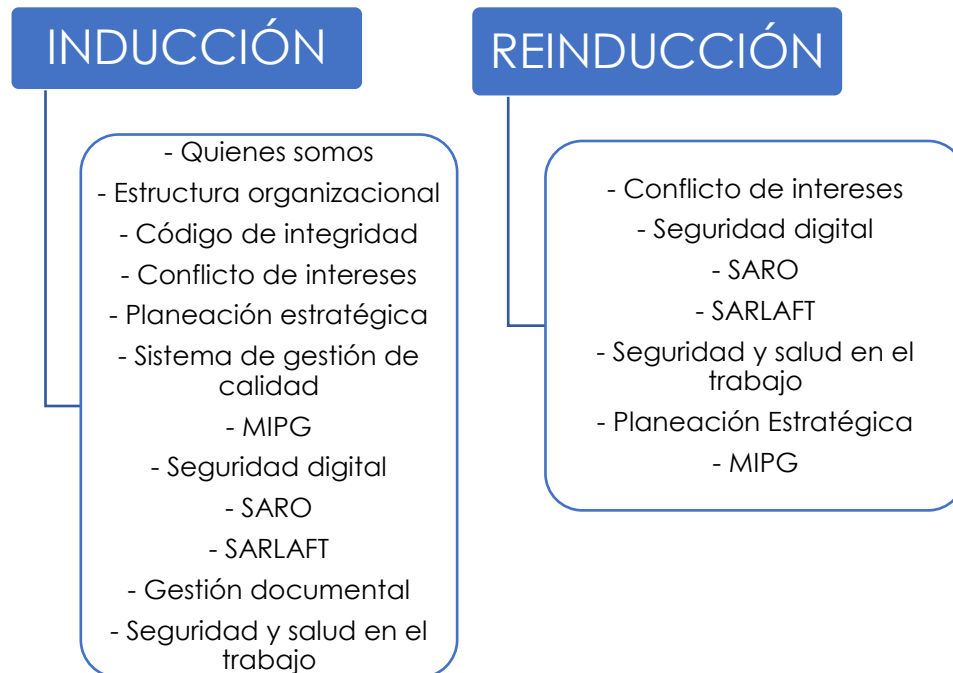 INDUCCIÓN
- Quienes somos
- Estructura organizacional
- Código de integridad
- Conflicto de intereses
- Planeación estratégica
- Sistema de gestión de
calidad
- MIPG
- Seguridad digital
- SARO
- SARLAFT
- Gestión documental
- Seguridad y salud en el
trabajo
REINDUCCIÓN
- Conflicto de intereses
- Seguridad digital
- SARO
- SARLAFT
- Seguridad y salud en el
trabajo
- Planeación Estratégica
- MIPG